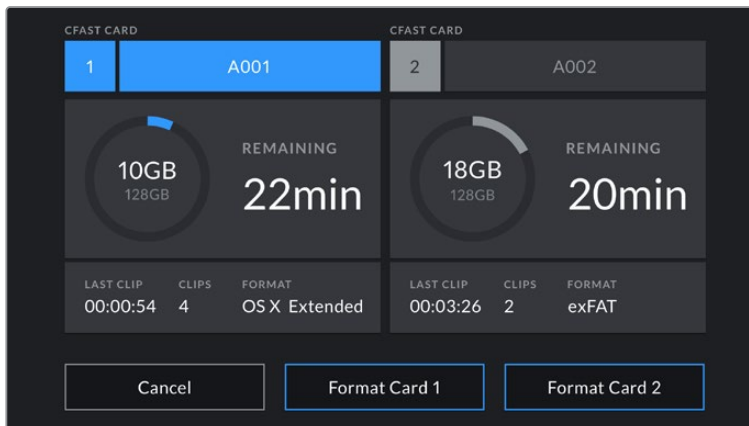 CFAST CARD
1 A001
10GB
128GB
REMAINING
22min
LAST CLIP CLIPS FORMAT
00:00:54 4 OS X Extended
CFAST CARD
2 A002
18GB
128GB
REMAINING
20min
LAST CLIP CLIPS FORMAT
00:03:26 2 exFAT
Cancel Format Card 1 Format Card 2